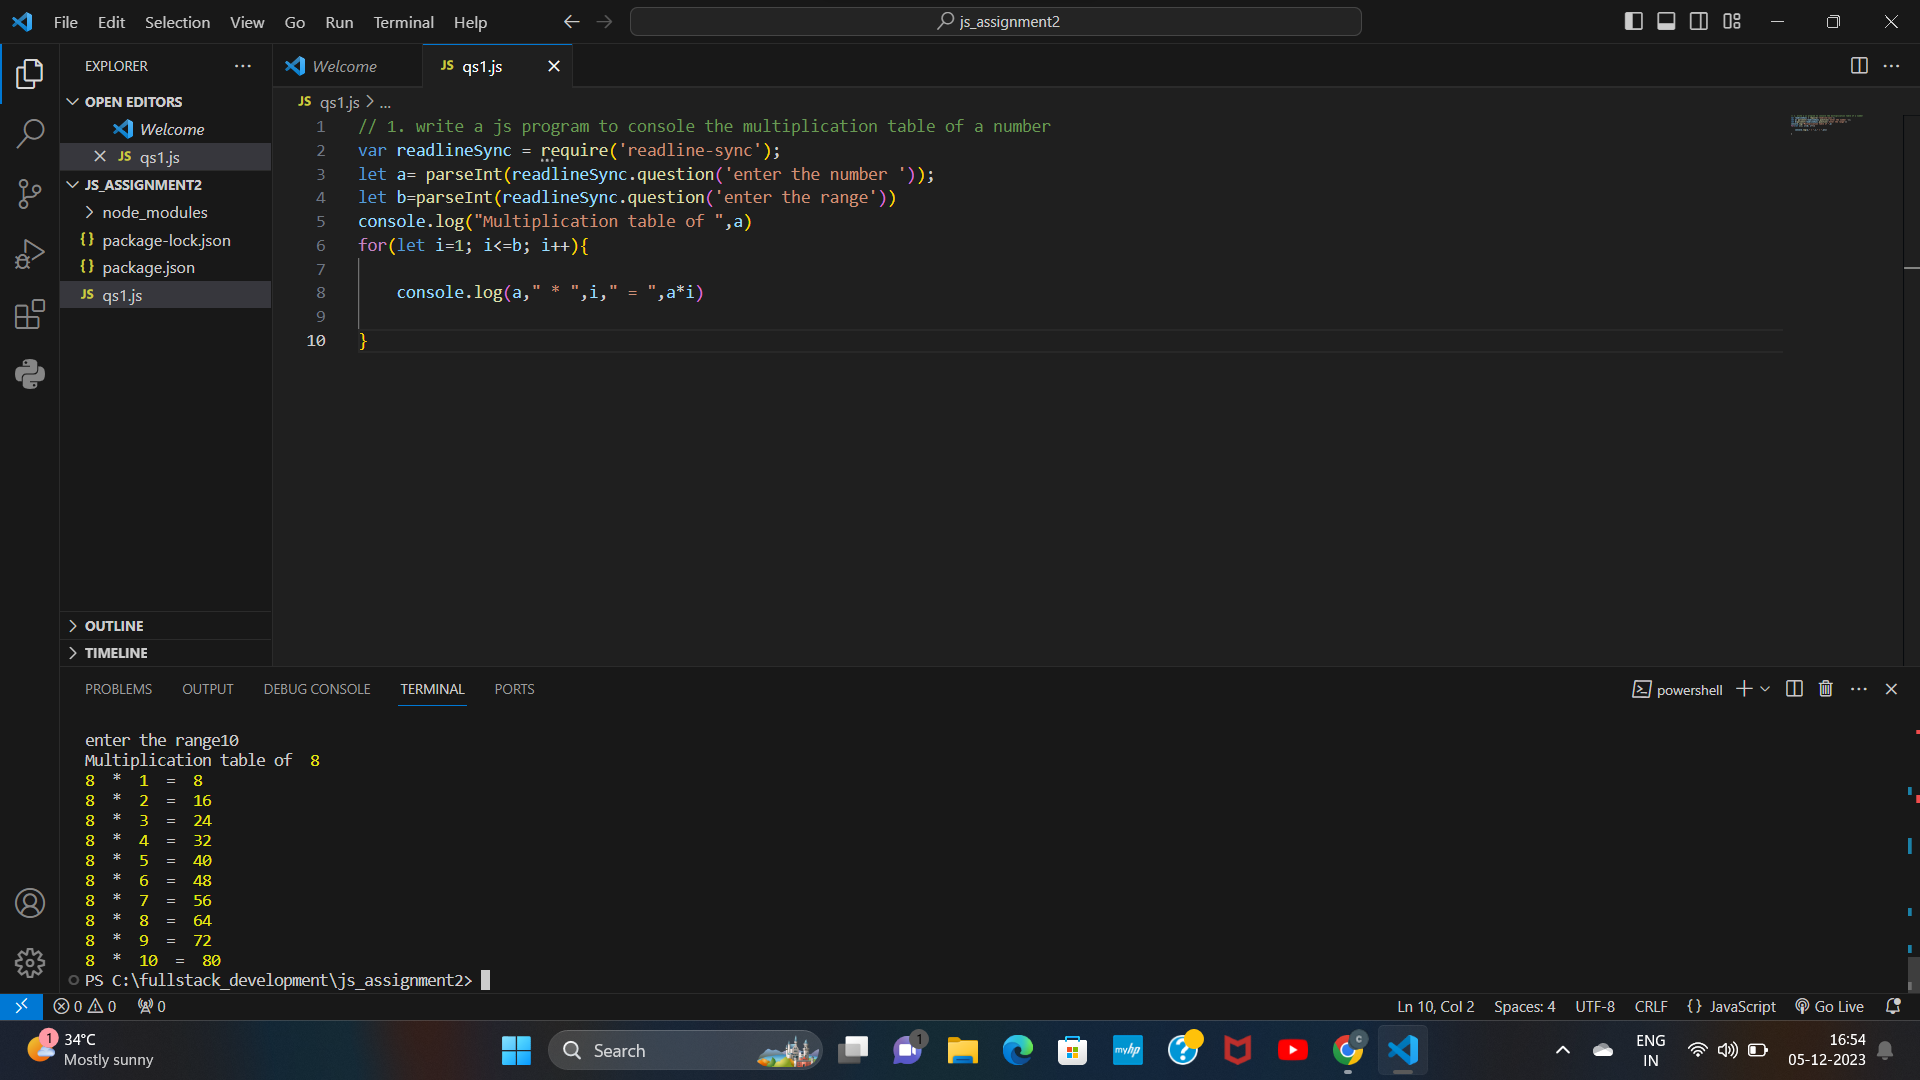 File Edit Selection View Go Run Terminal Help
js_assignment2
EXPLORER
Welcome
JS qs1.js
OPEN EDITORS
Welcome
JS qs1.js
JS_ASSIGNMENT2
node_modules
{} package-lock.json
{} package.json
JS qs1.js
OUTLINE
TIMELINE
JS qs1.js > ...
1 // 1. write a js program to console the multiplication table of a number
2 var readlineSync = require('readline-sync');
3 let a= parseInt(readlineSync.question('enter the number '));
4 let b=parseInt(readlineSync.question('enter the range'))
5 console.log("Multiplication table of ",a)
6 for(let i=1; i<=b; i++){
7
8 console.log(a," * ",i," = ",a*i)
9
10 }
PROBLEMS OUTPUT DEBUG CONSOLE TERMINAL PORTS
powershell
enter the range10
Multiplication table of  8
8  *  1  =  8
8  *  2  =  16
8  *  3  =  24
8  *  4  =  32
8  *  5  =  40
8  *  6  =  48
8  *  7  =  56
8  *  8  =  64
8  *  9  =  72
8  *  10  =  80
PS C:\fullstack_development\js_assignment2>
0 0 0
Ln 10, Col 2 Spaces: 4 UTF-8 CRLF {} JavaScript Go Live
1
34°C
Mostly sunny
Search
1
myhp
C
ENG
IN
16:54
05-12-2023